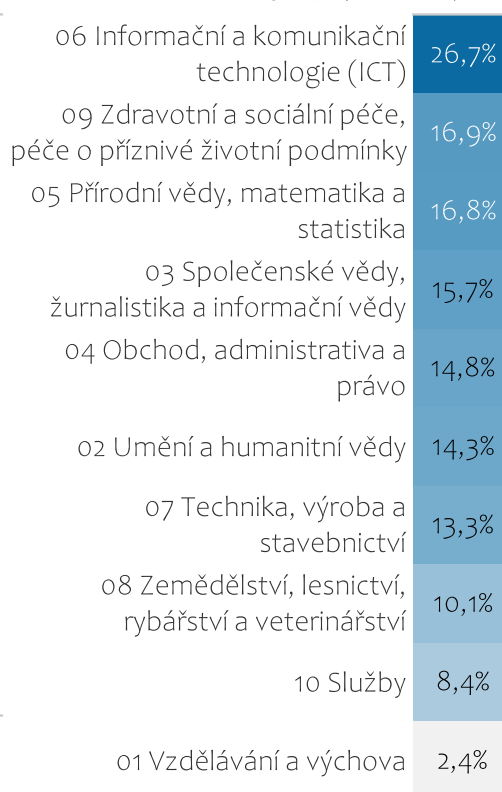 06 Informační a komunikační
technologie (ICT)
26,7%
09 Zdravotní a sociální péče,
péče o příznivé životní podmínky
16,9%
05 Přírodní vědy, matematika a
statistika
16,8%
03 Společenské vědy,
žurnalistika a informační vědy
15,7%
04 Obchod, administrativa a
právo
14,8%
02 Umění a humanitní vědy
14,3%
07 Technika, výroba a
stavebnictví
13,3%
08 Zemědělství, lesnictví,
rybářství a veterinářství
10,1%
10 Služby
8,4%
01 Vzdělávání a výchova
2,4%